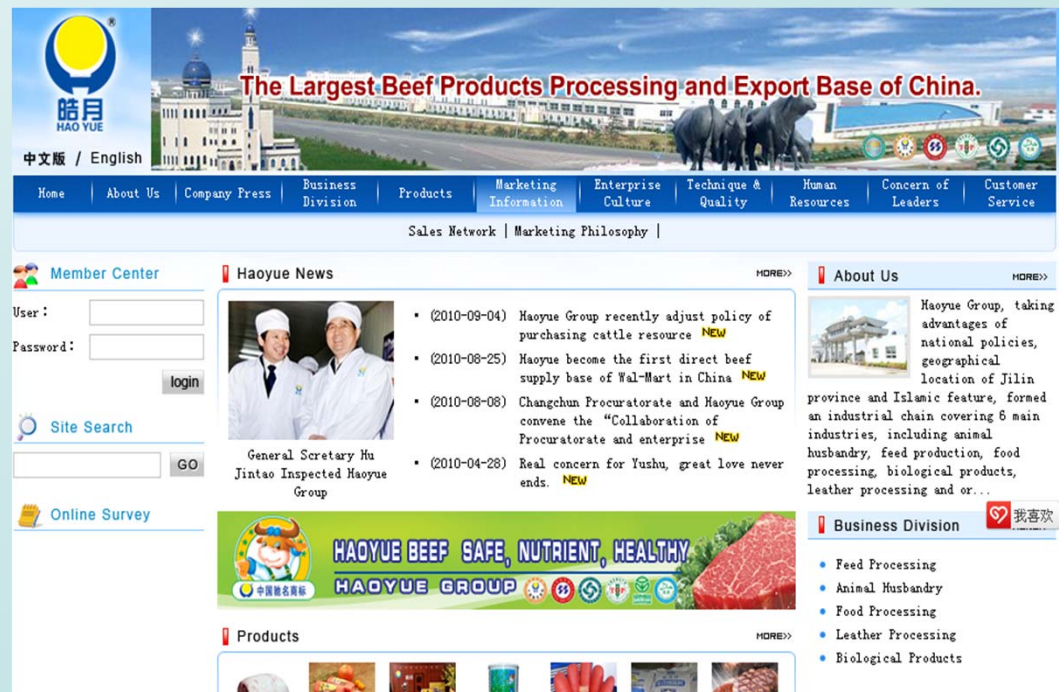 ®
皓月
HAO YUE
中文版 / English
The Largest Beef Products Processing and Export Base of China.
Home
About Us
Company Press
Business
Division
Products
Marketing
Information
Enterprise
Culture
Technique &
Quality
Human
Resources
Concern of
Leaders
Customer
Service
Sales Network | Marketing Philosophy |
Member Center
User：
Password：
login
Site Search
GO
Online Survey
Haoyue News
MORE>>
General Scretary Hu
Jintao Inspected Haoyue
Group
(2010-09-04) Haoyue Group recently adjust policy of
purchasing cattle resource NEW
(2010-08-25) Haoyue become the first direct beef
supply base of Wal-Mart in China NEW
(2010-08-08) Changchun Procuratorate and Haoyue Group
convene the “Collaboration of
Procuratorate and enterprise NEW
(2010-04-28) Real concern for Yushu, great love never
ends. NEW
中国驰名商标
HAOYUE BEEF SAFE, NUTRIENT, HEALTHY
HAOYUE GROUP
Products
MORE>>
About Us
MORE>>
Haoyue Group, taking
advantages of
national policies,
geographical
location of Jilin
province and Islamic feature, formed
an industrial chain covering 6 main
industries, including animal
husbandry, feed production, food
processing, biological products,
leather processing and or...
我喜欢
Business Division
Feed Processing
Animal Husbandry
Food Processing
Leather Processing
Biological Products